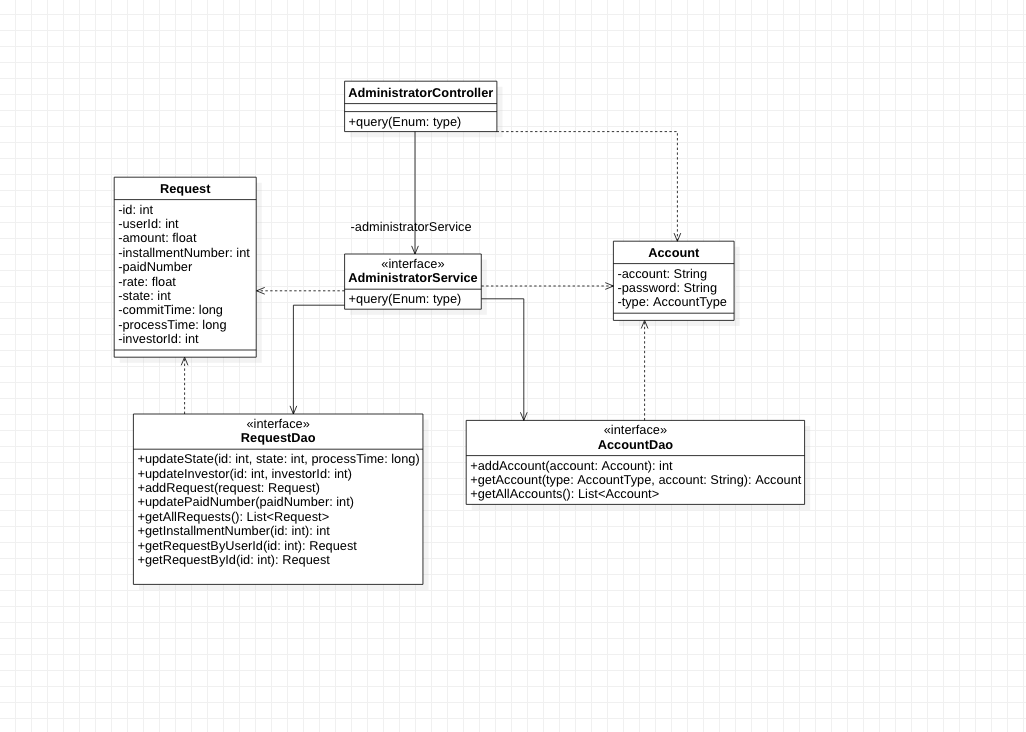 AdministratorController
+query(Enum: type)
Request
-id: int
-userId: int
-amount: float
-installmentNumber: int
-paidNumber
-rate: float
-state: int
-commitTime: long
-processTime: long
-investorId: int
-administratorService
«interface»
AdministratorService
+query(Enum: type)
Account
-account: String
-password: String
-type: AccountType
«interface»
RequestDao
+updateState(id: int, state: int, processTime: long)
+updateInvestor(id: int, investorId: int)
+addRequest(request: Request)
+updatePaidNumber(paidNumber: int)
+getAllRequests(): List<Request>
+getInstallmentNumber(id: int): int
+getRequestByUserId(id: int): Request
+getRequestById(id: int): Request
«interface»
AccountDao
+addAccount(account: Account): int
+getAccount(type: AccountType, account: String): Account
+getAllAccounts(): List<Account>